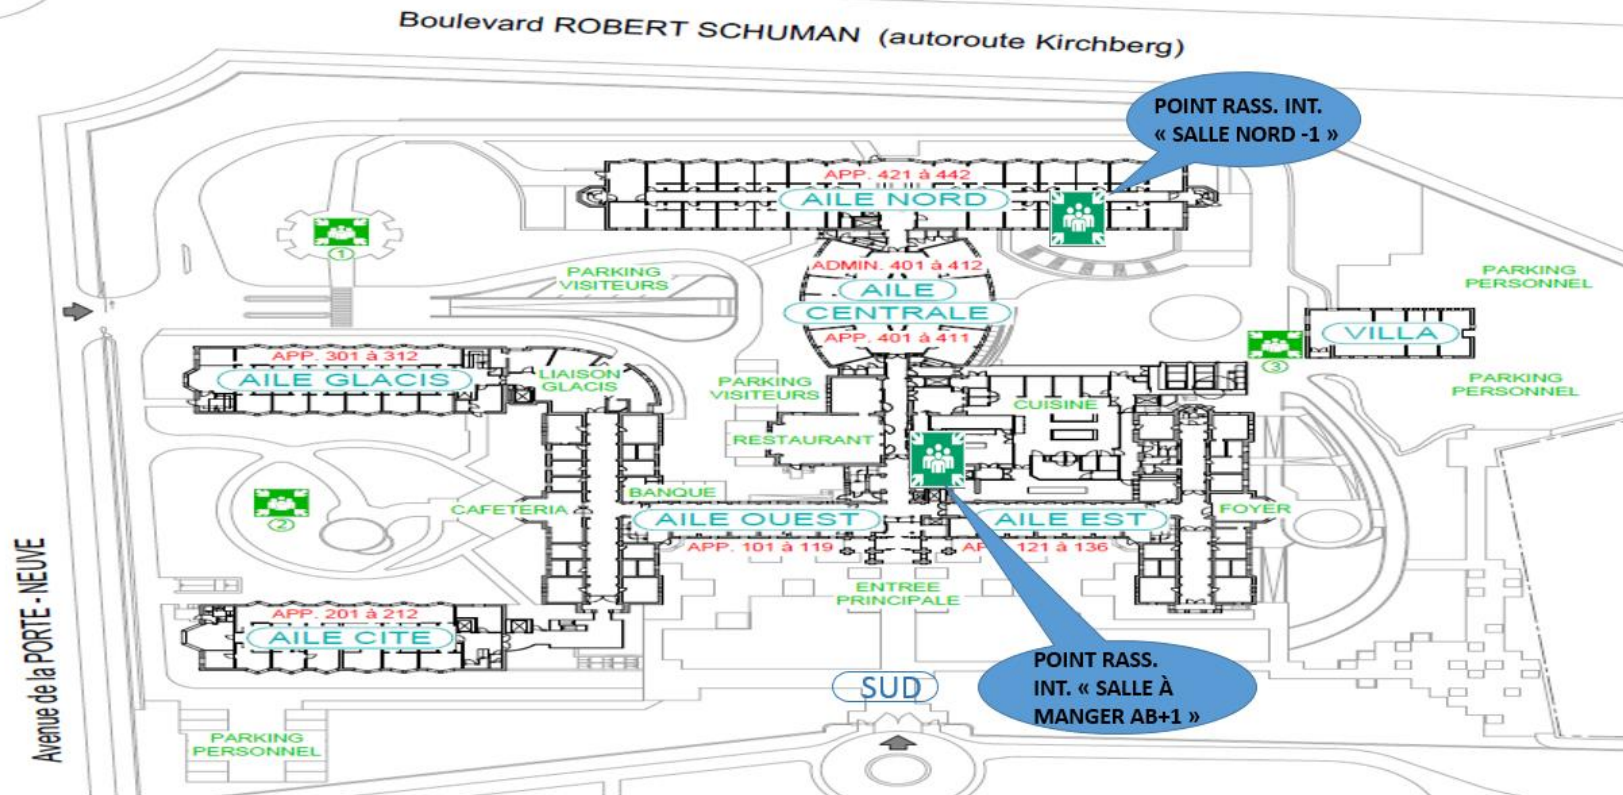 Boulevard ROBERT SCHUMAN (autoroute Kirchberg)
POINT RASS. INT.
« SALLE NORD -1 »
APP. 421 à 442
AILE NORD
1
ADMIN. 401 à 412
PARKING
VISITEURS
PARKING
PERSONNEL
AILE
CENTRALE
APP. 401 à 411
VILLA
3
APP. 301 à 312
AILE GLACIS
LIAISON
GLACIS
PARKING
VISITEURS
PARKING
PERSONNEL
CUISINE
RESTAURANT
BANQUE
CAFETERIA
2
AILE OUEST
AILE EST
FOYER
APP. 101 à 119
APP. 121 à 136
ENTREE
PRINCIPALE
APP. 201 à 212
AILE CITE
Avenue de la PORTE - NEUVE
SUD
POINT RASS.
INT. « SALLE À
MANGER AB+1 »
PARKING
PERSONNEL